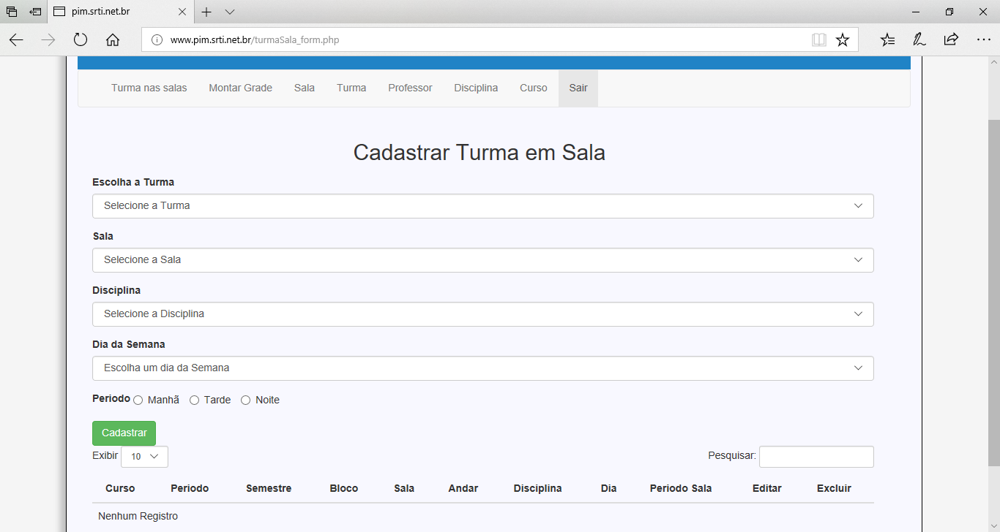 pim.srti.net.br
www.pim.srti.net.br/turmaSala_form.php
Turma nas salas Montar Grade Sala Turma Professor Disciplina Curso Sair
Cadastrar Turma em Sala
Escolha a Turma
Selecione a Turma
Sala
Selecione a Sala
Disciplina
Selecione a Disciplina
Dia da Semana
Escolha um dia da Semana
Periodo Manhã Tarde Noite
Cadastrar
Exibir 10 Pesquisar:
Curso Periodo Semestre Bloco Sala Andar Disciplina Dia Periodo Sala Editar Excluir
Nenhum Registro